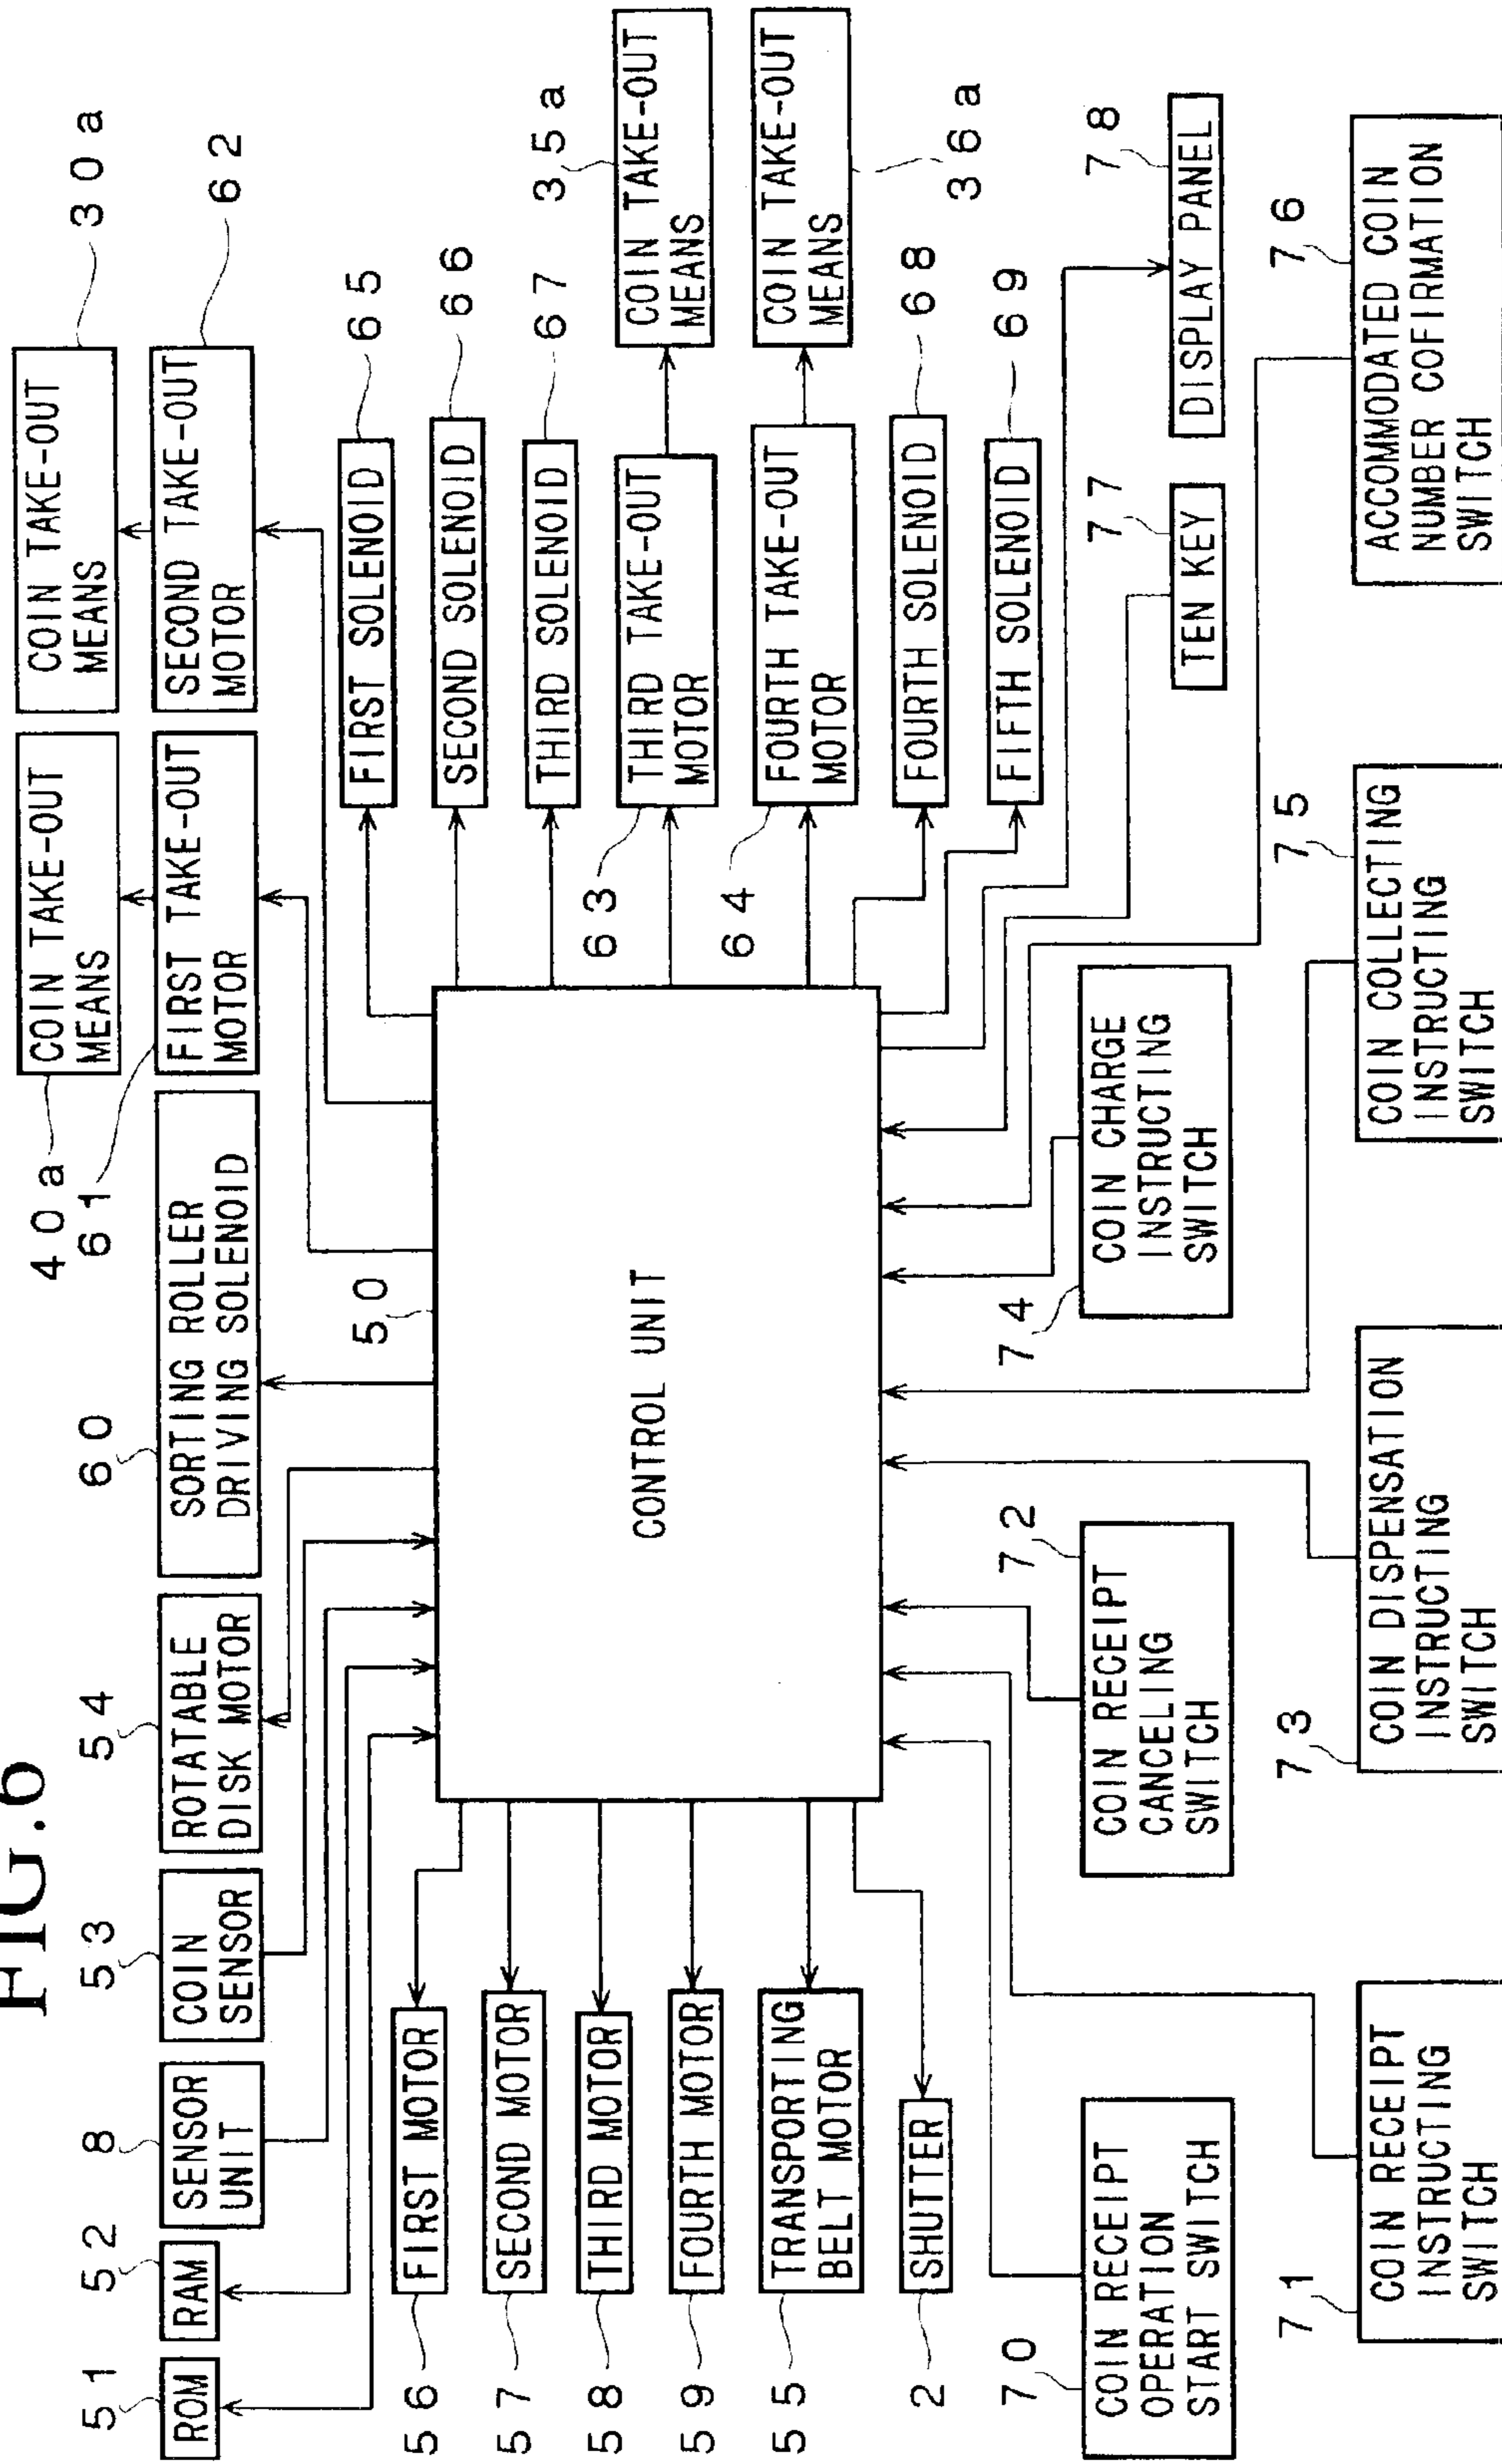 FIG.6
51
ROM
52
RAM
8
SENSOR
UNIT
53
COIN
SENSOR
54
ROTATABLE
DISK MOTOR
60
SORTING ROLLER
DRIVING SOLENOID
40a
COIN TAKE-OUT
MEANS
61
FIRST TAKE-OUT
MOTOR
30a
COIN TAKE-OUT
MEANS
62
SECOND TAKE-OUT
MOTOR
50
CONTROL UNIT
56
FIRST MOTOR
57
SECOND MOTOR
58
THIRD MOTOR
59
FOURTH MOTOR
55
TRANSPORTING
BELT MOTOR
2
SHUTTER
FIRST SOLENOID
65
SECOND SOLENOID
66
THIRD SOLENOID
67
63
THIRD TAKE-OUT
MOTOR
35a
COIN TAKE-OUT
MEANS
64
FOURTH TAKE-OUT
MOTOR
COIN TAKE-OUT
MEANS
36a
FOURTH SOLENOID
68
FIFTH SOLENOID
69
70
COIN RECEIPT
OPERATION
START SWITCH
72
COIN RECEIPT
CANCELING
SWITCH
74
COIN CHARGE
INSTRUCTING
SWITCH
77
TEN KEY
78
DISPLAY PANEL
71
COIN RECEIPT
INSTRUCTING
SWITCH
73
COIN DISPENSATION
INSTRUCTING
SWITCH
75
COIN COLLECTING
INSTRUCTING
SWITCH
76
ACCOMMODATED COIN
NUMBER COFIRMATION
SWITCH